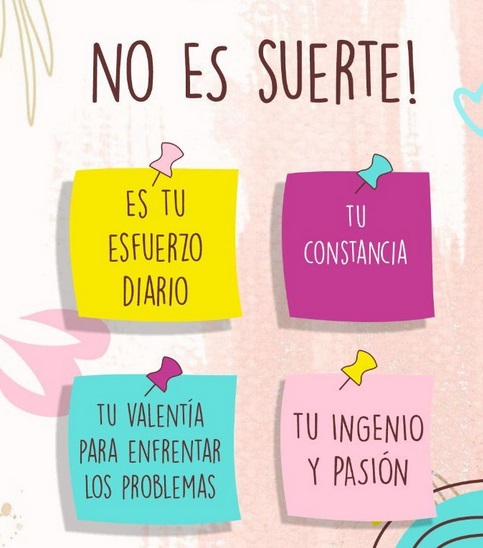 NO ES SUERTE!
ES TU
ESFUERZO
DIARIO
TU
CONSTANCIA
TU VALENTÍA
PARA ENFRENTAR
LOS PROBLEMAS
TU INGENIO
Y PASIÓN